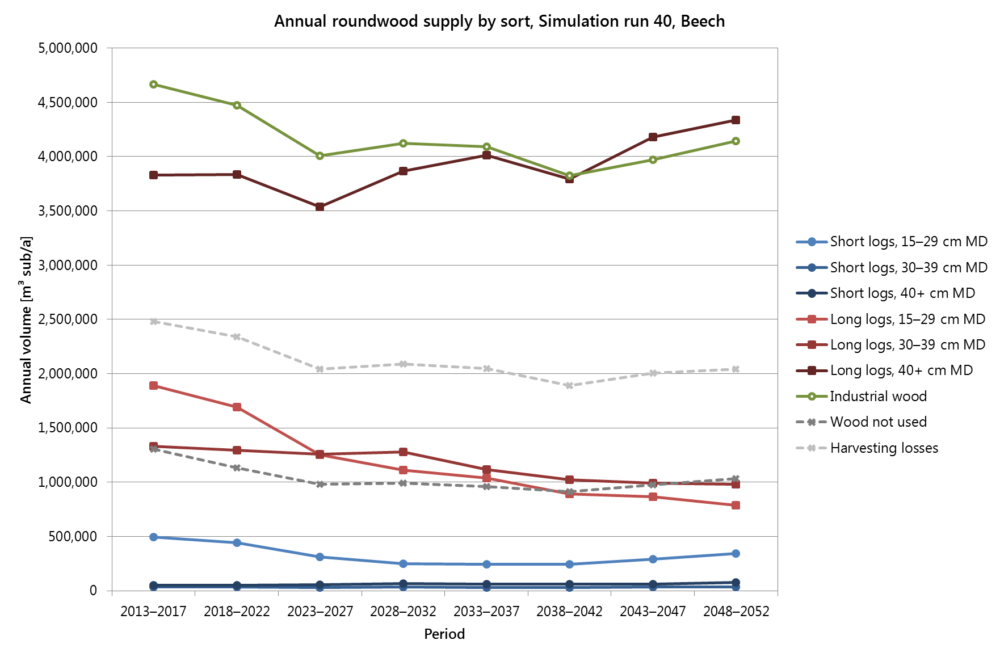 Annual roundwood supply by sort, Simulation run 40, Beech
5,000,000
4,500,000
4,000,000
3,500,000
3,000,000
2,500,000
2,000,000
1,500,000
1,000,000
500,000
0
Annual volume [m³ sub/a]
2013–2017
2018–2022
2023–2027
2028–2032
2033–2037
2038–2042
2043–2047
2048–2052
Period
Short logs, 15–29 cm MD
Short logs, 30–39 cm MD
Short logs, 40+ cm MD
Long logs, 15–29 cm MD
Long logs, 30–39 cm MD
Long logs, 40+ cm MD
Industrial wood
Wood not used
Harvesting losses